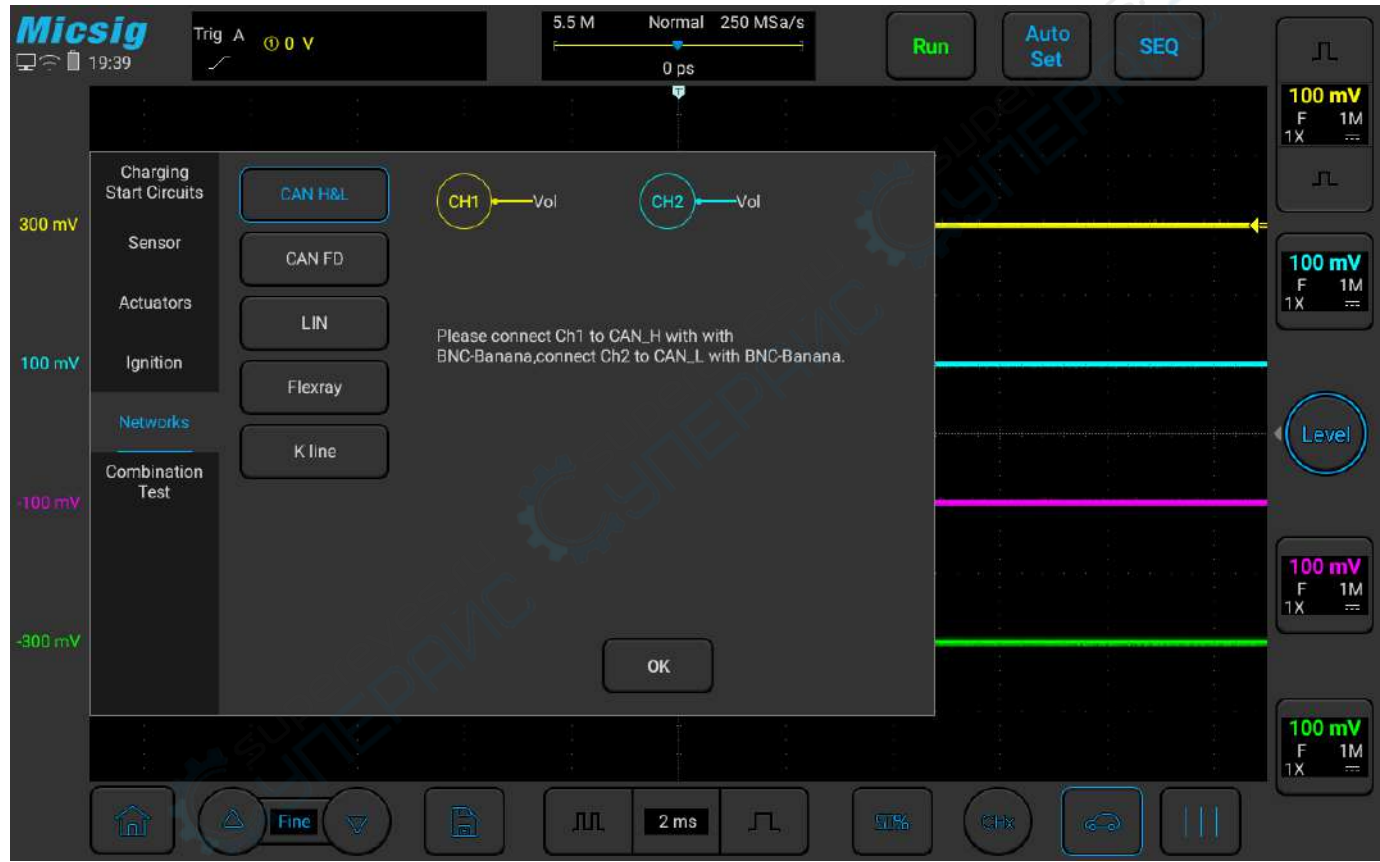 Micsig
19:39
Trig A ① 0 V
5.5 M Normal 250 MSa/s
0 ps
Run
Auto
Set
SEQ
T
300 mV
100 mV
-100 mV
-300 mV
Charging
Start Circuits
Sensor
Actuators
Ignition
Networks
Combination
Test
CAN H&L
CAN FD
LIN
Flexray
K line
CH1 Vol
CH2 Vol
Please connect Ch1 to CAN_H with with
BNC-Banana,connect Ch2 to CAN_L with BNC-Banana.
OK
100 mV
F 1M
1X
100 mV
F 1M
1X
Level
100 mV
F 1M
1X
100 mV
F 1M
1X
Fine
2 ms
50%
CHx
СУПЕРАЙС